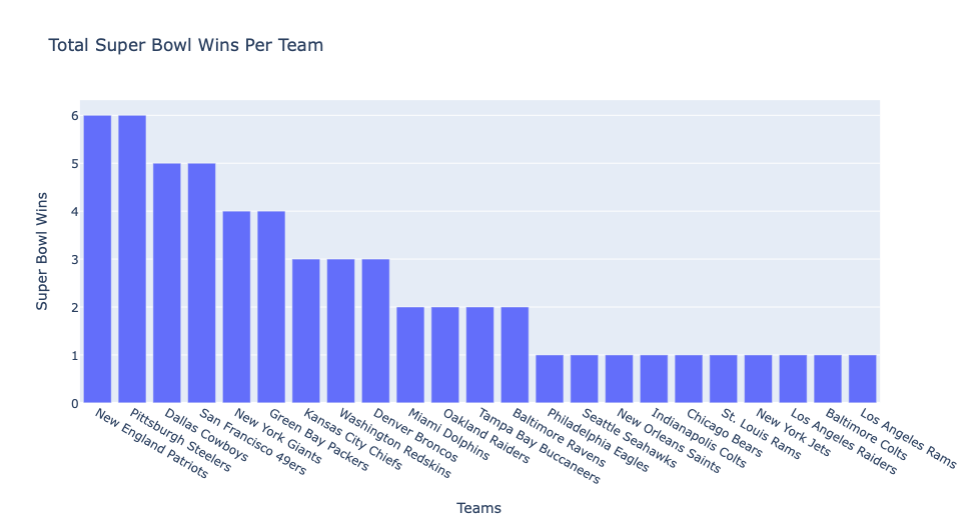 Total Super Bowl Wins Per Team
Super Bowl Wins
6
5
4
3
2
1
0
New England Patriots
Pittsburgh Steelers
Dallas Cowboys
San Francisco 49ers
New York Giants
Green Bay Packers
Kansas City Chiefs
Washington Redskins
Denver Broncos
Miami Dolphins
Oakland Raiders
Tampa Bay Buccaneers
Baltimore Ravens
Philadelphia Eagles
Seattle Seahawks
New Orleans Saints
Indianapolis Colts
Chicago Bears
St. Louis Rams
New York Jets
Los Angeles Raiders
Baltimore Colts
Los Angeles Rams
Teams